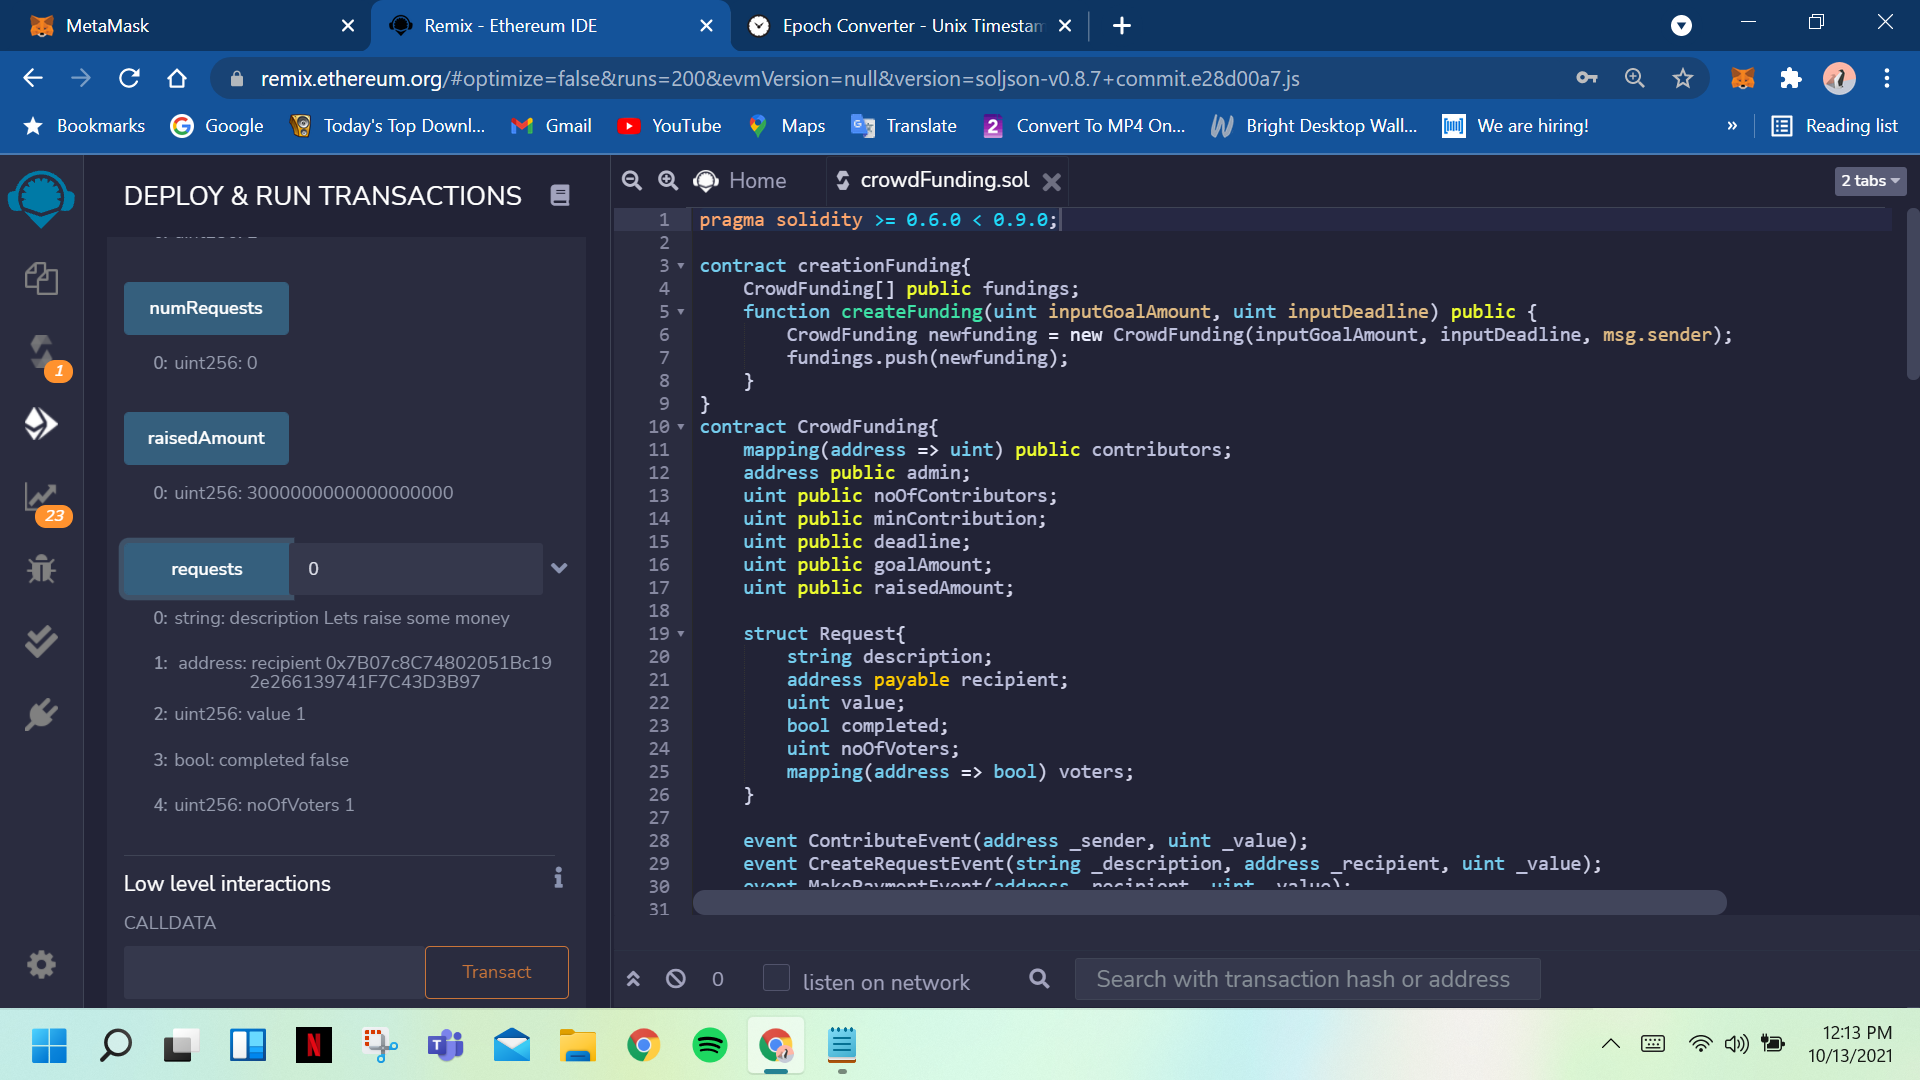 MetaMask
Remix - Ethereum IDE
Epoch Converter - Unix Timestam
remix.ethereum.org/#optimize=false&runs=200&evmVersion=null&version=soljson-v0.8.7+commit.e28d00a7.js
Bookmarks
Google
Today's Top Downl...
Gmail
YouTube
Maps
Translate
2
Convert To MP4 On...
Bright Desktop Wall...
We are hiring!
»
Reading list
DEPLOY & RUN TRANSACTIONS
numRequests
0: uint256: 0
raisedAmount
0: uint256: 3000000000000000000
requests
0
0: string: description Lets raise some money
1: address: recipient 0x7B07c8C74802051Bc19
2e266139741F7C43D3B97
2: uint256: value 1
3: bool: completed false
4: uint256: noOfVoters 1
Low level interactions
CALLDATA
Transact
1
23
Home
crowdFunding.sol
2 tabs
1 pragma solidity >= 0.6.0 < 0.9.0;
2
3 contract creationFunding{
4 CrowdFunding[] public fundings;
5 function createFunding(uint inputGoalAmount, uint inputDeadline) public {
6 CrowdFunding newfunding = new CrowdFunding(inputGoalAmount, inputDeadline, msg.sender);
7 fundings.push(newfunding);
8 }
9 }
10 contract CrowdFunding{
11 mapping(address => uint) public contributors;
12 address public admin;
13 uint public noOfContributors;
14 uint public minContribution;
15 uint public deadline;
16 uint public goalAmount;
17 uint public raisedAmount;
18
19 struct Request{
20 string description;
21 address payable recipient;
22 uint value;
23 bool completed;
24 uint noOfVoters;
25 mapping(address => bool) voters;
26 }
27
28 event ContributeEvent(address _sender, uint _value);
29 event CreateRequestEvent(string _description, address _recipient, uint _value);
30 event MakePaymentEvent(address _recipient, uint _value);
31
0
listen on network
Search with transaction hash or address
N
T
12:13 PM
10/13/2021